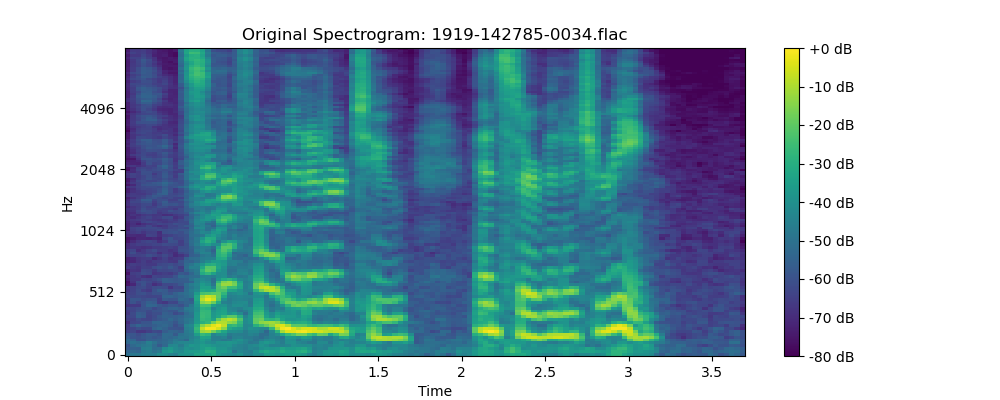 Original Spectrogram: 1919-142785-0034.flac
Hz
4096
2048
1024
512
0
0 0.5 1 1.5 2 2.5 3 3.5
Time
+0 dB
-10 dB
-20 dB
-30 dB
-40 dB
-50 dB
-60 dB
-70 dB
-80 dB